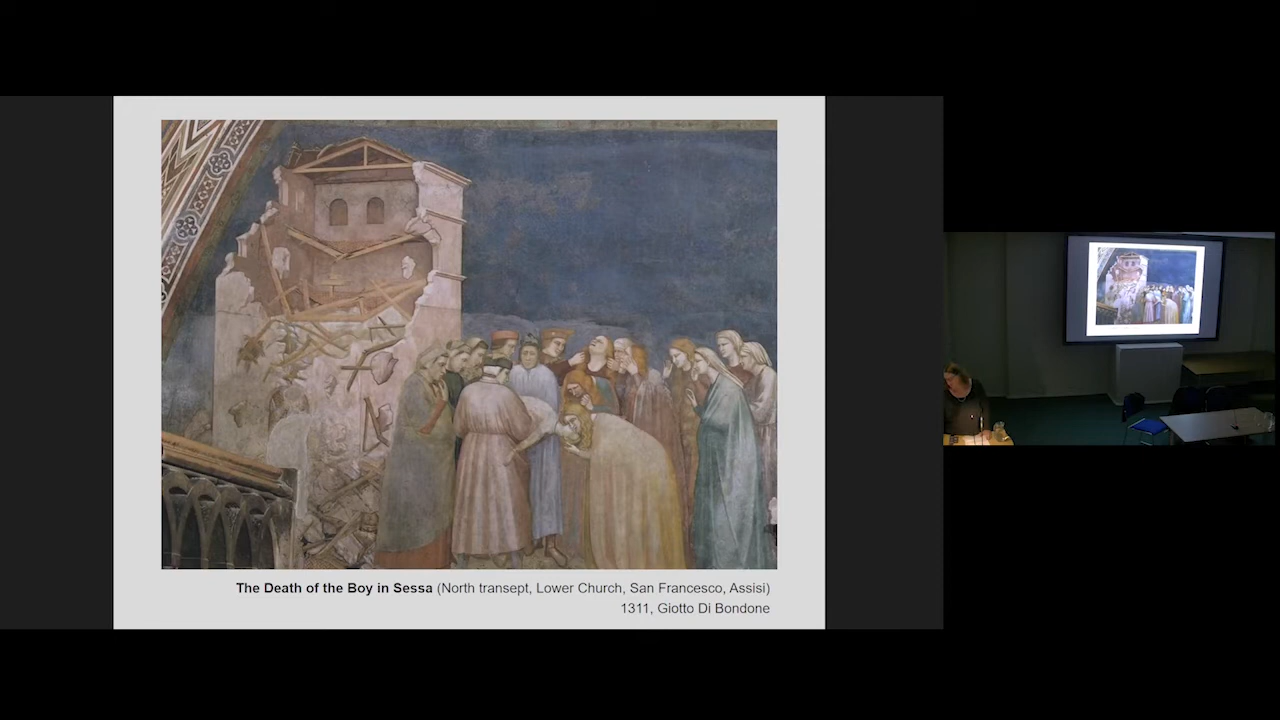 The Death of the Boy in Sessa (North transept, Lower Church, San Francesco, Assisi)
1311, Giotto Di Bondone